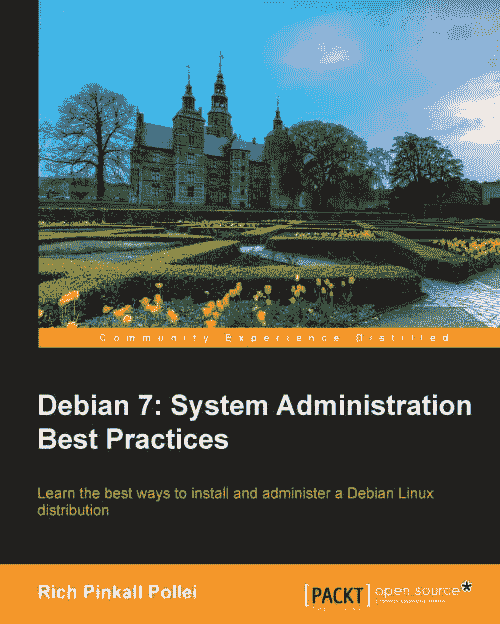 Community Experience Distilled
Debian 7: System Administration
Best Practices
Learn the best ways to install and administer a Debian Linux
distribution
Rich Pinkall Pollei
[PACKT] open source*
PUBLISHING